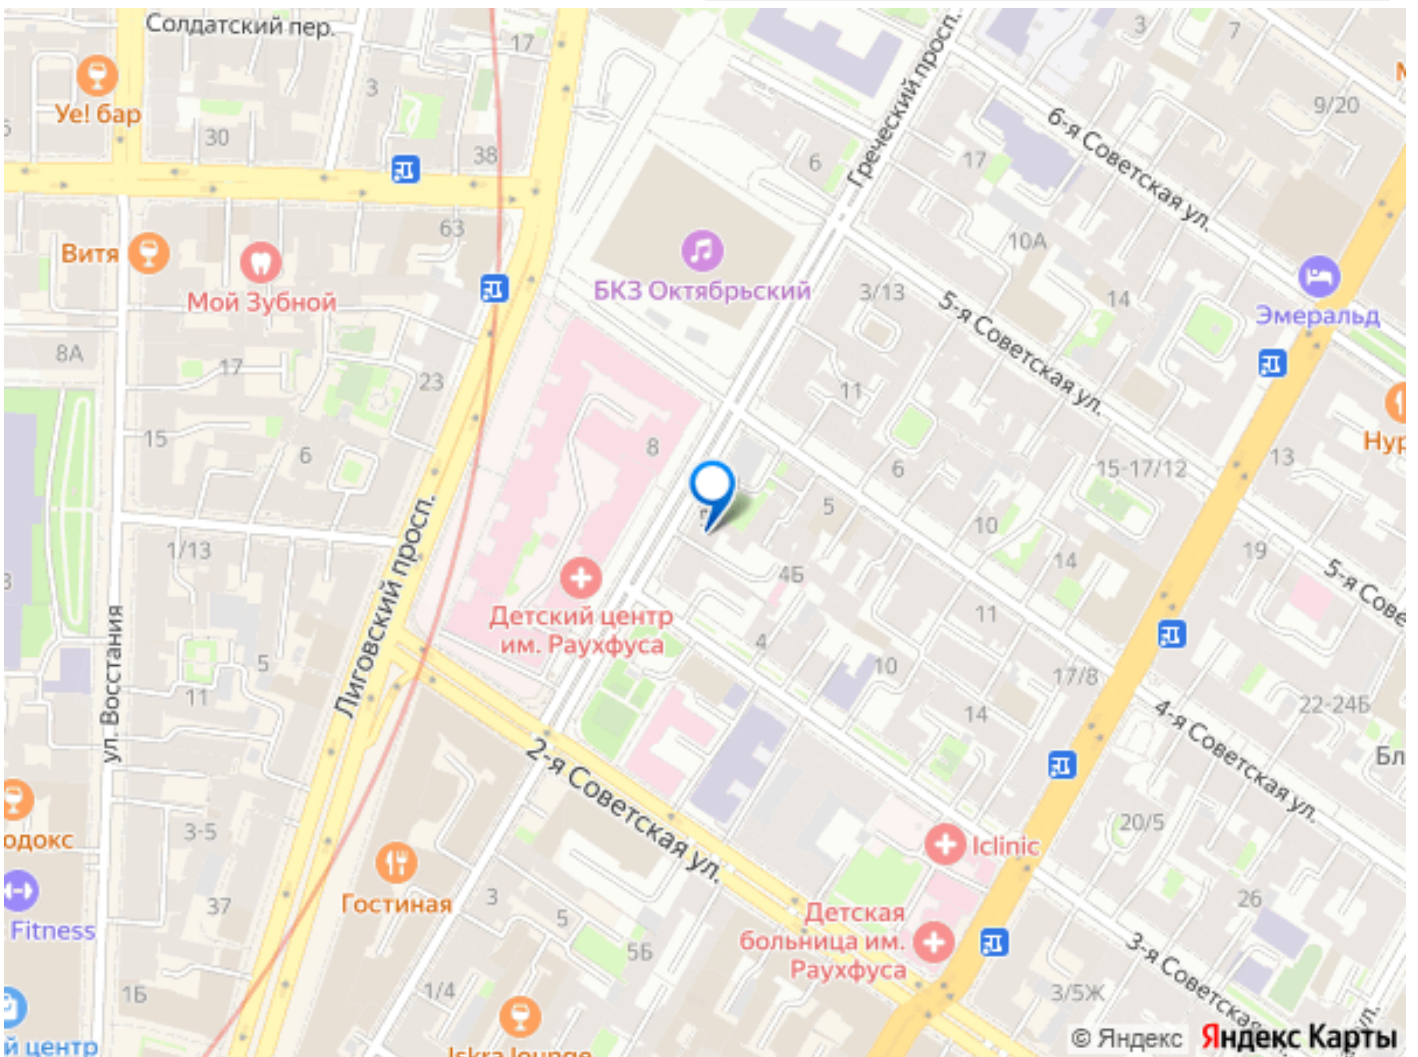 Солдатский пер.
17
3
7
3
Уе! бар
30
38
6
Греческий просп.
17
6-я Советская ул.
9/20
Витя
63
Мой Зубной
БКЗ Октябрьский
10А
3/13
14
5-я Советская ул.
Эмеральд
8А
17
23
11
15
6
8
6
15-17/12
13
5
10
1/13
Лиговский просп.
4Б
14
19
5-я Сове
Детский центр
им. Раухфуса
11
ул. Восстания
5
4
10
17/8
11
14
22-24Б
4-я Советская ул.
2-я Советская ул.
Бл
одокс
3-5
20/5
Iclinic
Гостиная
37
3
5
26
Fitness
Детская
больница им.
Раухфуса
5Б
3-я Советская
1Б
1/4
3/5Ж
й центр
Iskra lounge
© Яндекс Яндекс Карты